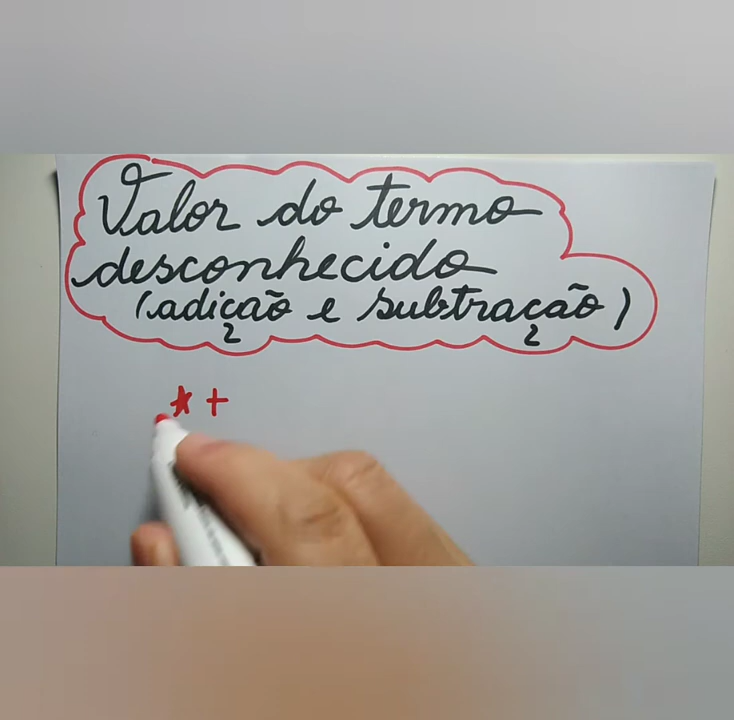 Valor do termo
desconhecido
(adição e subtração)
* +